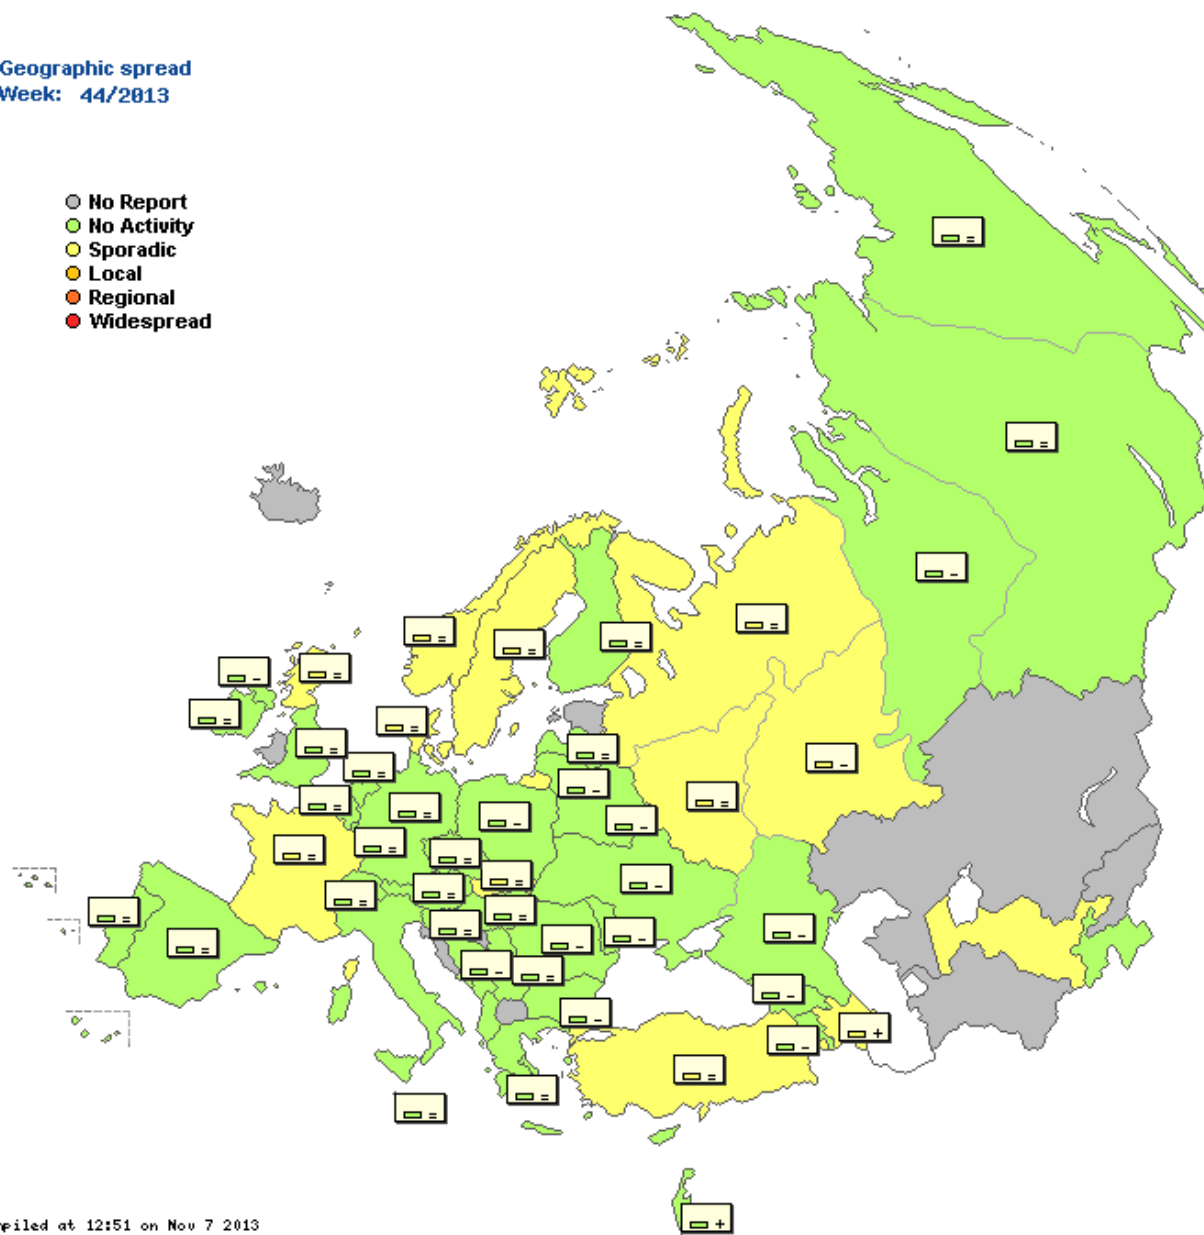 Geographic spread
Week: 44/2013
No Report
No Activity
Sporadic
Local
Regional
Widespread
piled at 12:51 on Nov 7 2013